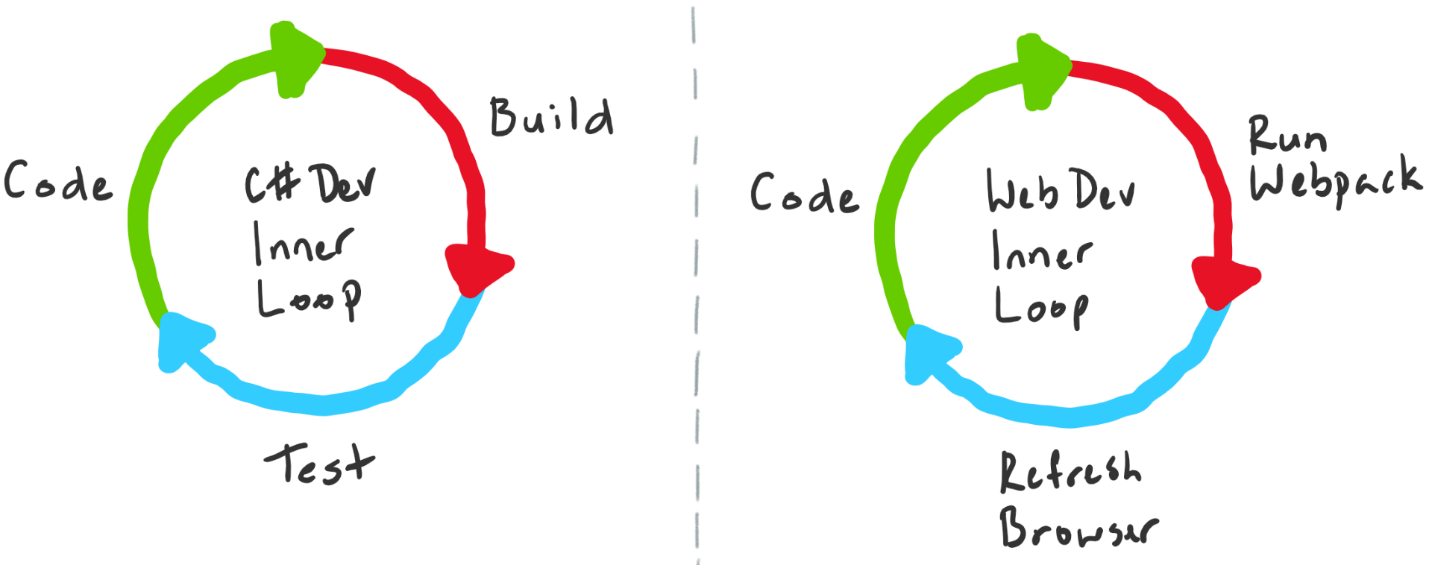 Code
C# Dev
Inner
Loop
Build
Test
Code
Web Dev
Inner
Loop
Run
Webpack
Refresh
Browser